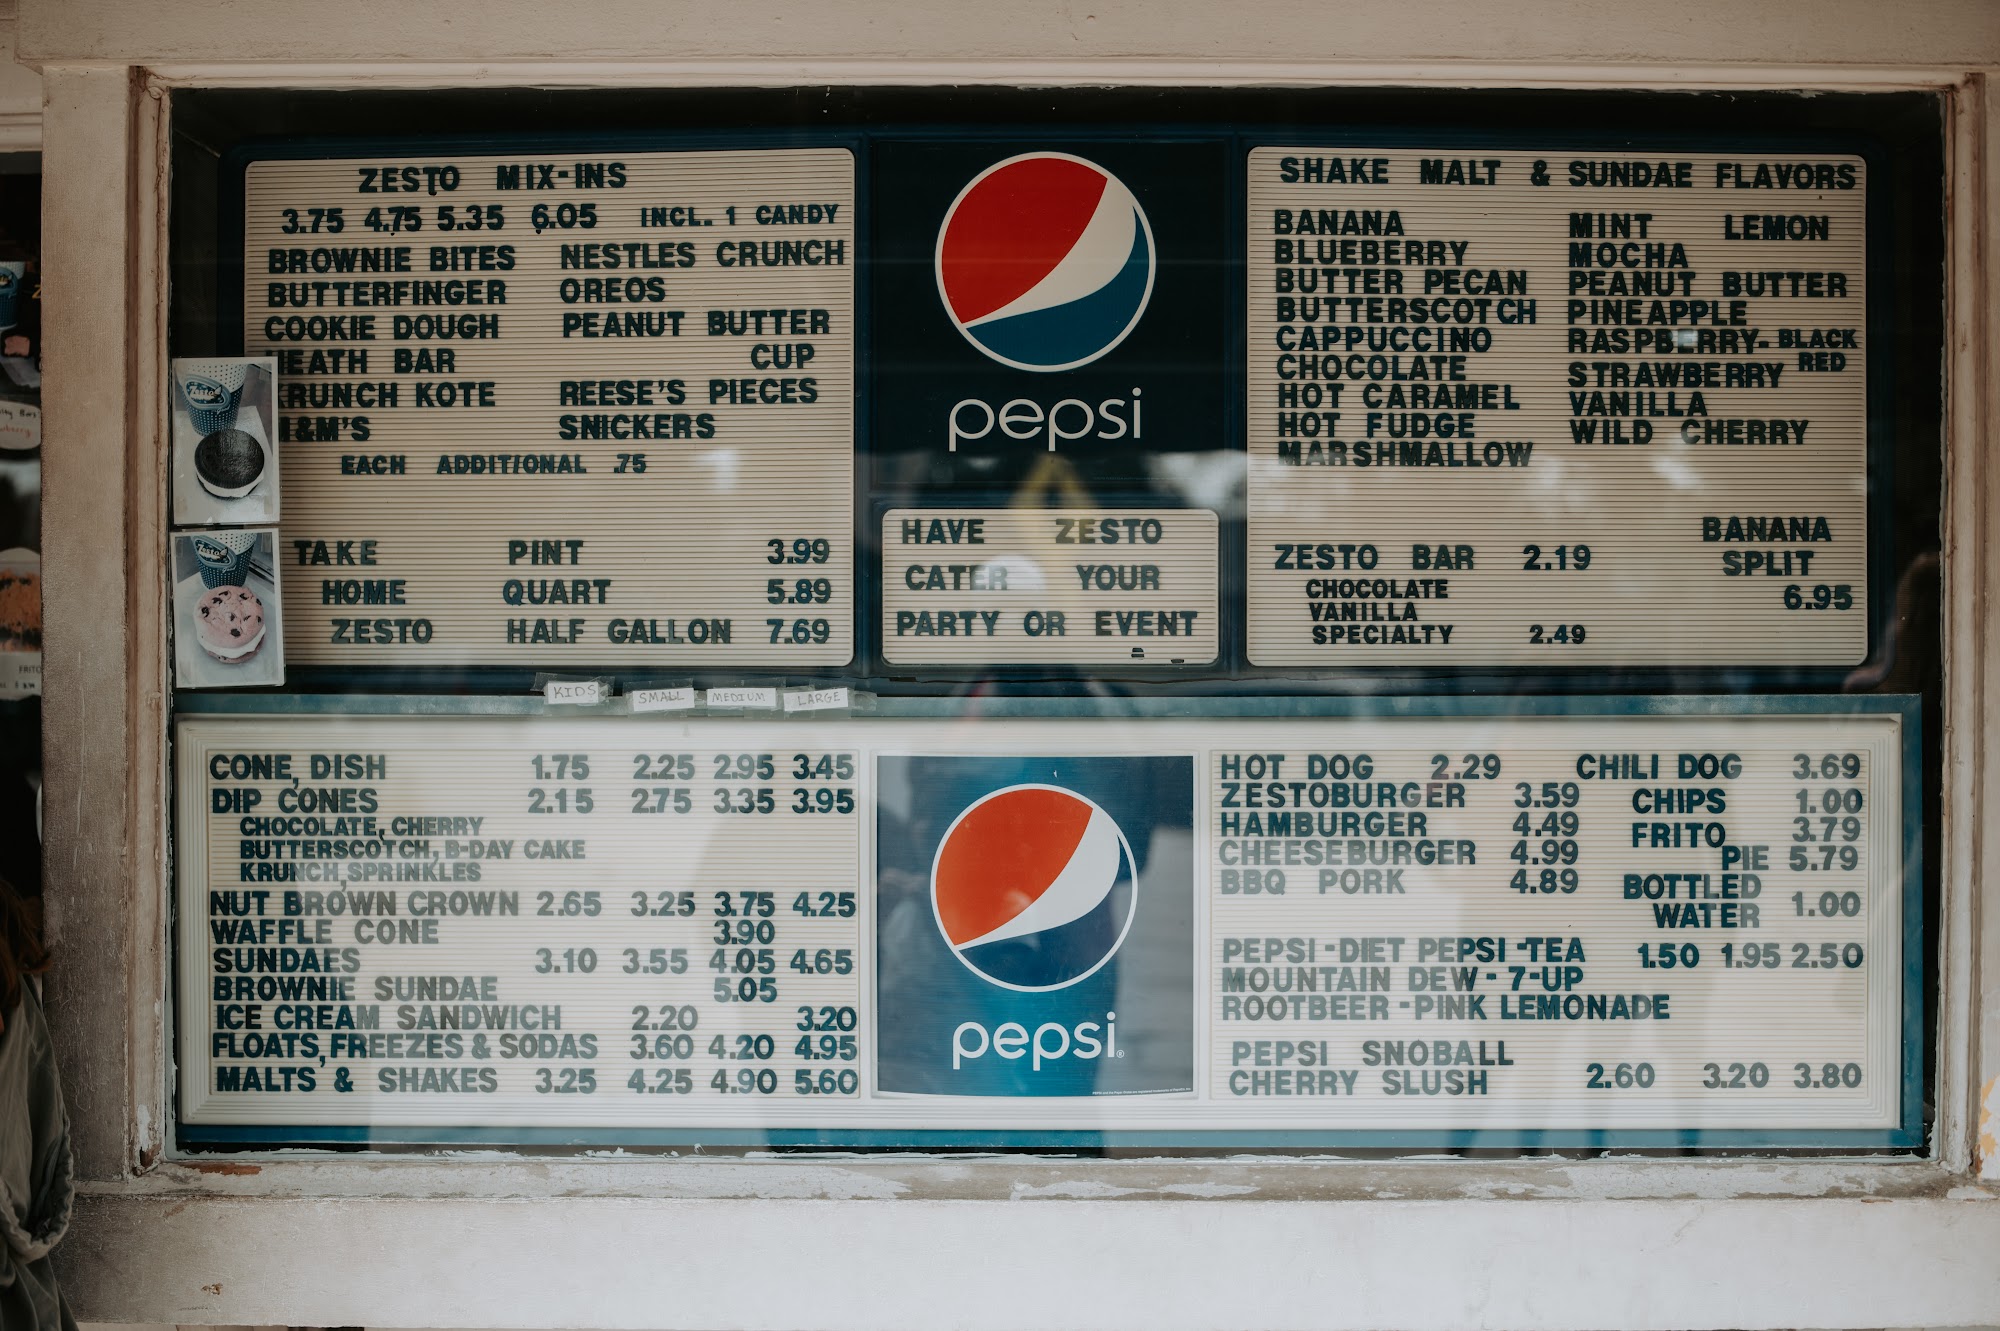 ZESTO MIX-INS
3.75 4.75 5.35 6.05 INCL. 1 CANDY
BROWNIE BITES NESTLES CRUNCH
BUTTERFINGER OREOS
COOKIE DOUGH PEANUT BUTTER
HEATH BAR CUP
KRUNCH KOTE REESE'S PIECES
M&M'S SNICKERS
EACH ADDITIONAL .75
TAKE PINT 3.99
HOME QUART 5.89
ZESTO HALF GALLON 7.69
pepsi
HAVE ZESTO
CATER YOUR
PARTY OR EVENT
SHAKE MALT & SUNDAE FLAVORS
BANANA MINT LEMON
BLUEBERRY MOCHA
BUTTER PECAN PEANUT BUTTER
BUTTERSCOTCH PINEAPPLE
CAPPUCCINO RASPBERRY- BLACK
CHOCOLATE RED
HOT CARAMEL STRAWBERRY
HOT FUDGE VANILLA
MARSHMALLOW WILD CHERRY
BANANA
ZESTO BAR 2.19 SPLIT
CHOCOLATE 6.95
VANILLA
SPECIALTY 2.49
Zesto
Zesto
KIDS SMALL MEDIUM LARGE
CONE, DISH 1.75 2.25 2.95 3.45
DIP CONES 2.15 2.75 3.35 3.95
CHOCOLATE, CHERRY
BUTTERSCOTCH, B-DAY CAKE
KRUNCH, SPRINKLES
NUT BROWN CROWN 2.65 3.25 3.75 4.25
WAFFLE CONE 3.90
SUNDAES 3.10 3.55 4.05 4.65
BROWNIE SUNDAE 5.05
ICE CREAM SANDWICH 2.20 3.20
FLOATS, FREEZES & SODAS 3.60 4.20 4.95
MALTS & SHAKES 3.25 4.25 4.90 5.60
pepsi
HOT DOG 2.29 CHILI DOG 3.69
ZESTOBURGER 3.59 CHIPS 1.00
HAMBURGER 4.49 FRITO 3.79
CHEESEBURGER 4.99 PIE 5.79
BBQ PORK 4.89 BOTTLED
WATER 1.00
PEPSI-DIET PEPSI-TEA 1.50 1.95 2.50
MOUNTAIN DEW-7-UP
ROOTBEER-PINK LEMONADE
PEPSI SNOBALL
CHERRY SLUSH 2.60 3.20 3.80
FRITO